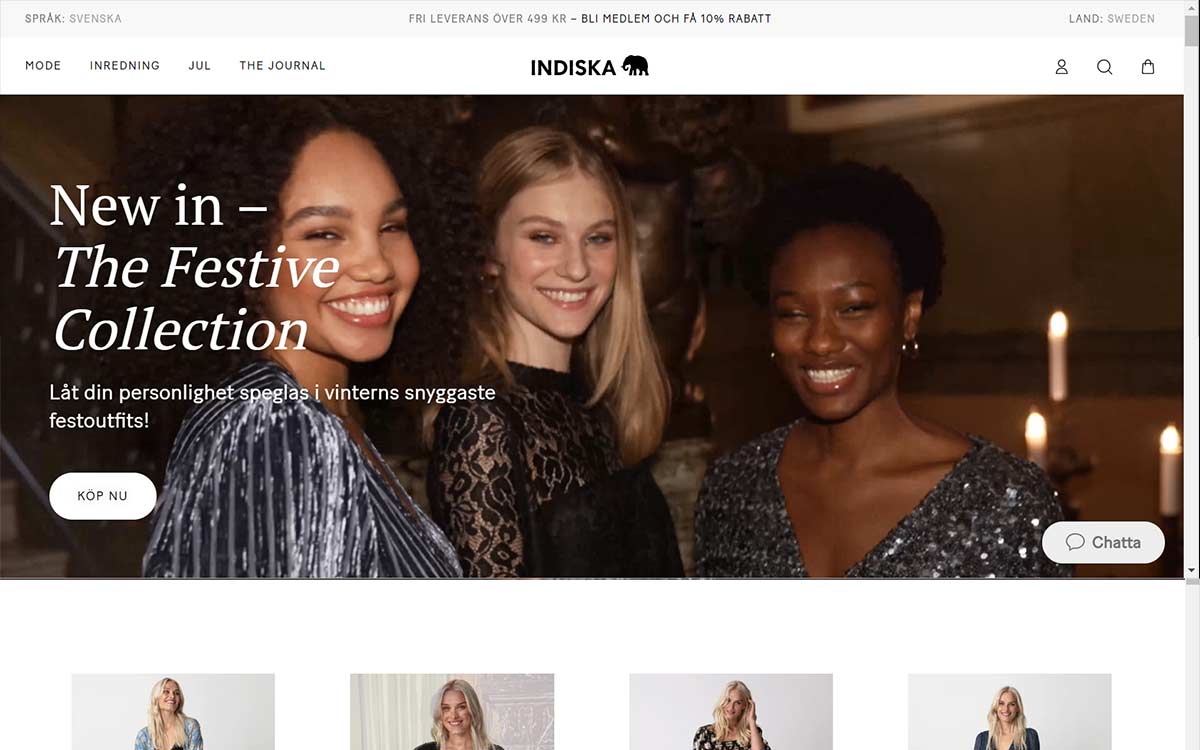 SPRÅK: SVENSKA
FRI LEVERANS ÖVER 499 KR – BLI MEDLEM OCH FÅ 10% RABATT
LAND: SWEDEN
MODE
INREDNING
JUL
THE JOURNAL
INDISKA
New in –
The Festive
Collection
Låt din personlighet speglas i vinterns snyggaste
festoutfits!
KÖP NU
Chatta